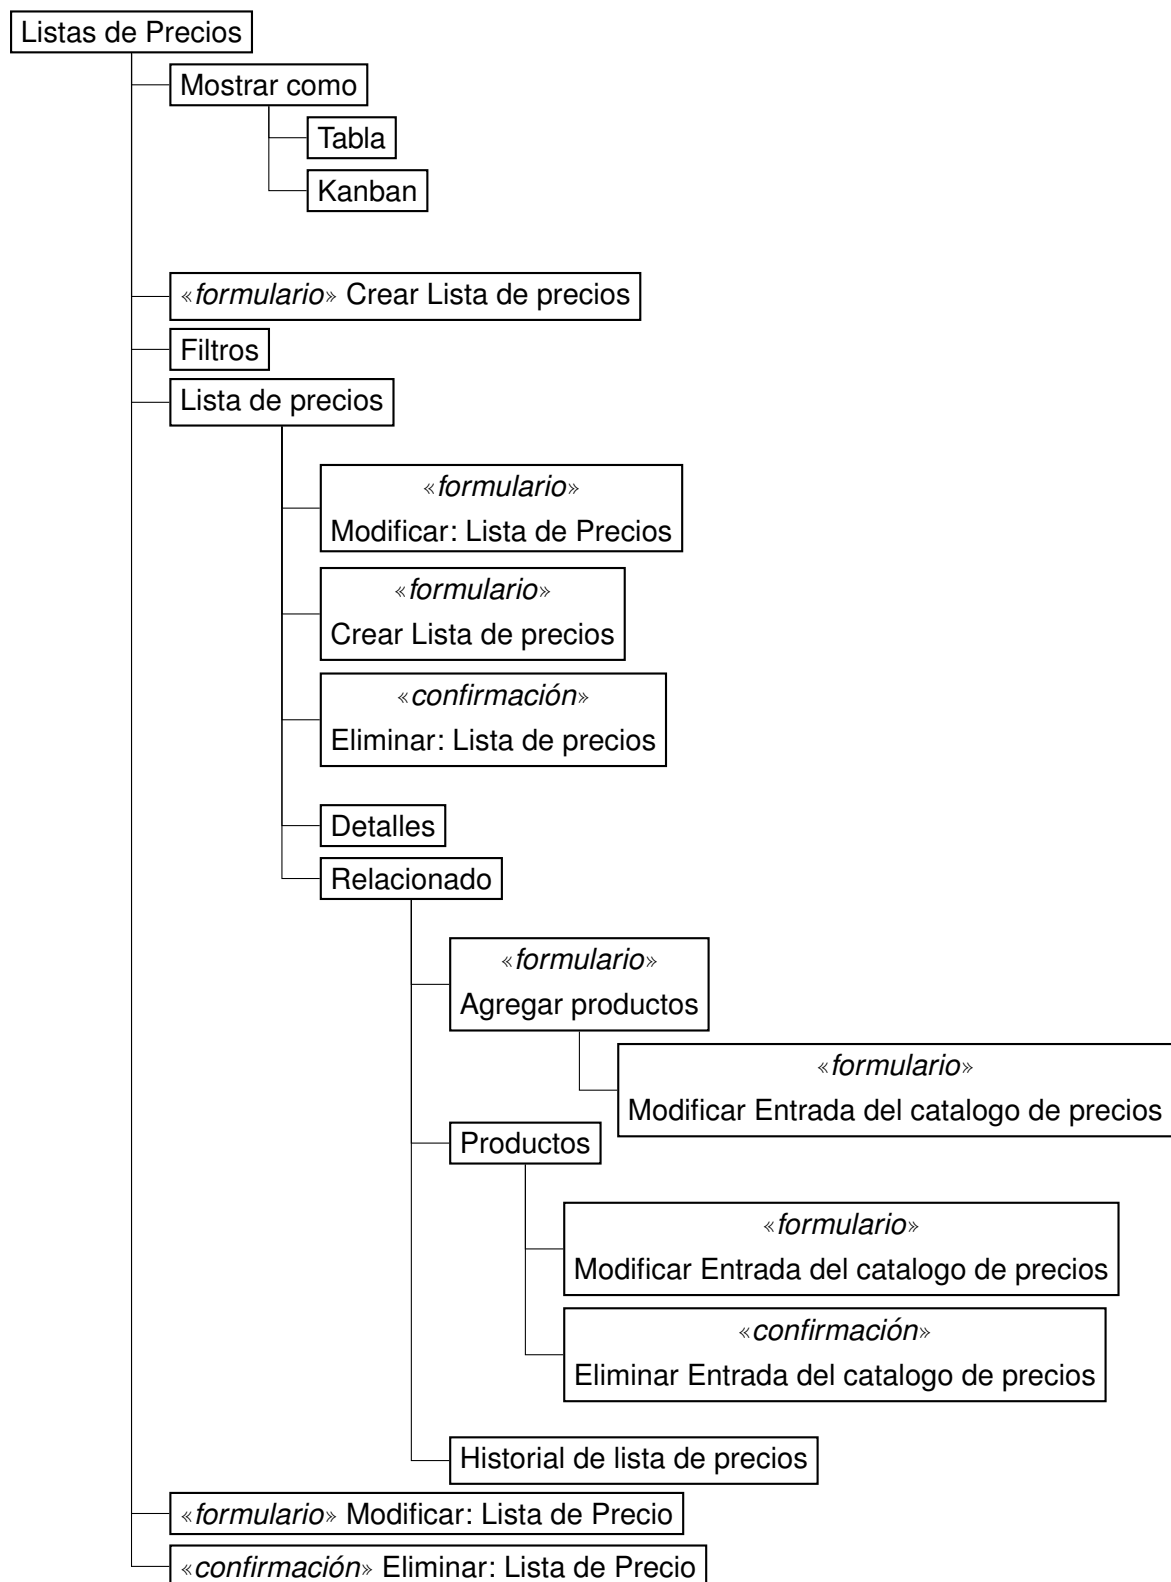 Listas de Precios
Mostrar como
Tabla
Kanban
«formulario» Crear Lista de precios
Filtros
Lista de precios
«formulario»
Modificar: Lista de Precios
«formulario»
Crear Lista de precios
«confirmación»
Eliminar: Lista de precios
Detalles
Relacionado
«formulario»
Agregar productos
«formulario»
Modificar Entrada del catalogo de precios
Productos
«formulario»
Modificar Entrada del catalogo de precios
«confirmación»
Eliminar Entrada del catalogo de precios
Historial de lista de precios
«formulario» Modificar: Lista de Precio
«confirmación» Eliminar: Lista de Precio